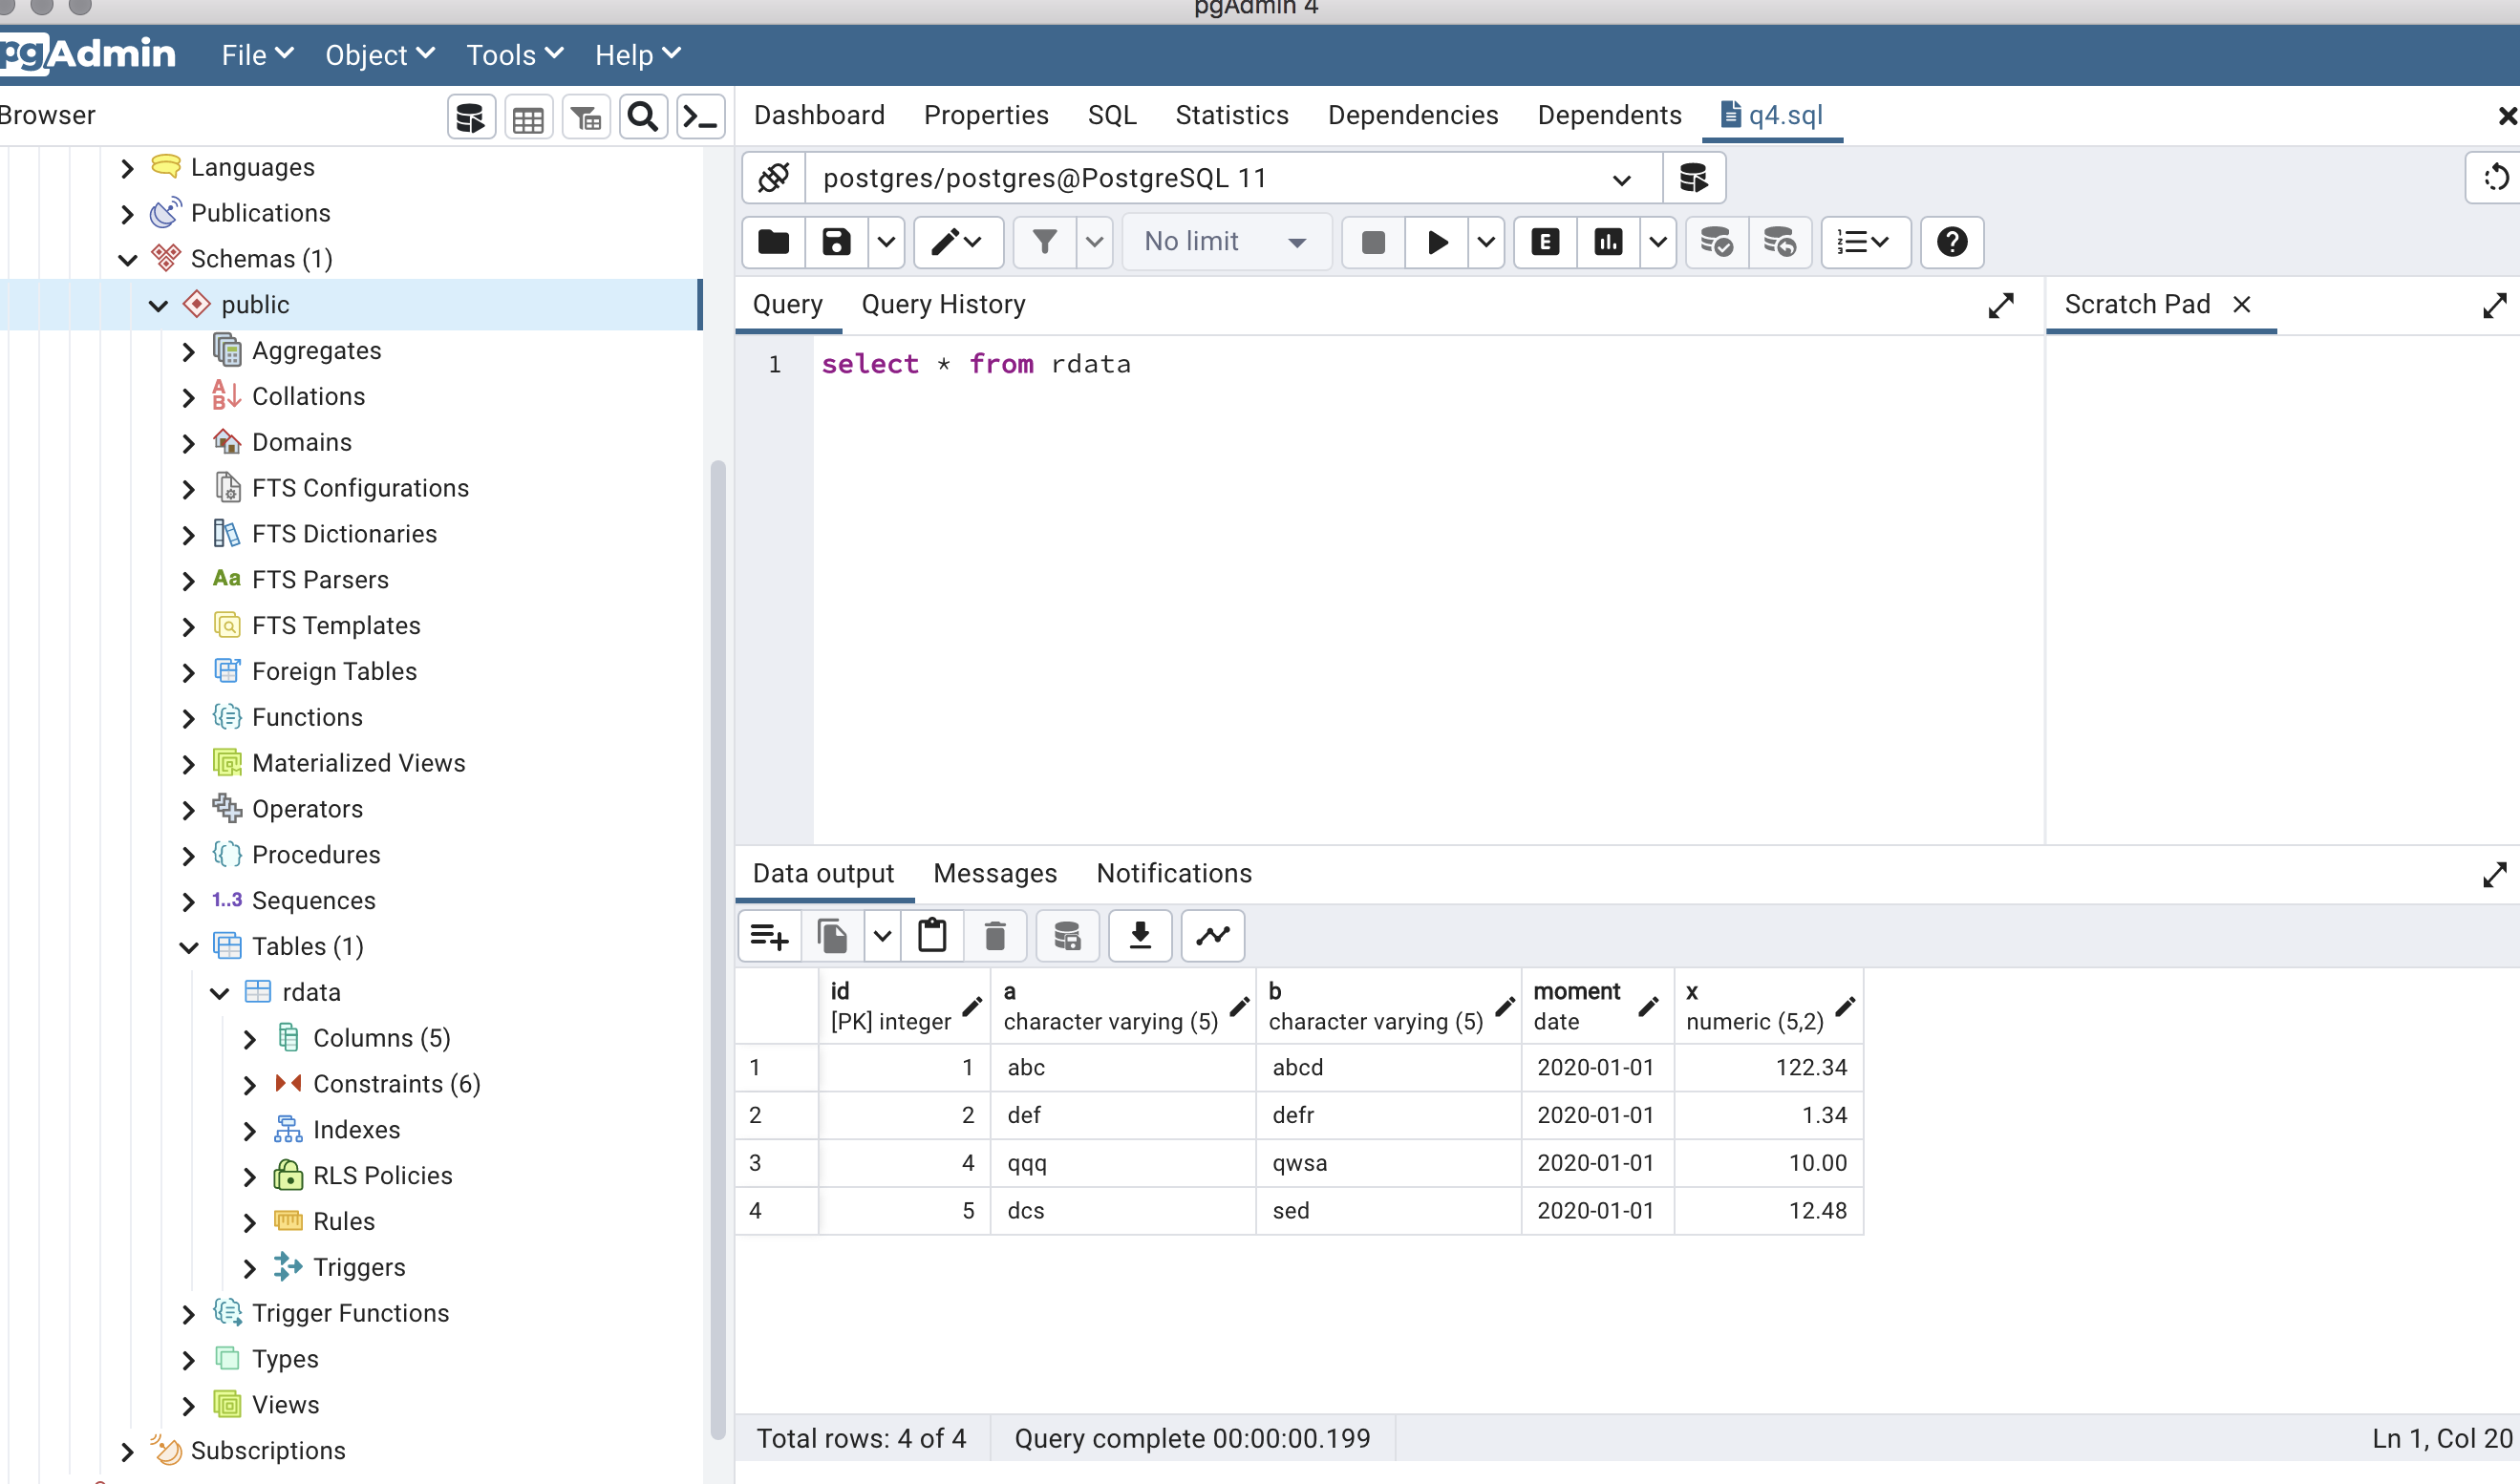 pgAdmin 4
pgAdmin File Object Tools Help
Browser
Dashboard Properties SQL Statistics Dependencies Dependents q4.sql
postgres/postgres@PostgreSQL 11
No limit
Query Query History
Scratch Pad
1 select * from rdata
Languages
Publications
Schemas (1)
public
Aggregates
Collations
Domains
FTS Configurations
FTS Dictionaries
Aa FTS Parsers
FTS Templates
Foreign Tables
Functions
Materialized Views
Operators
Procedures
1..3 Sequences
Tables (1)
rdata
Columns (5)
Constraints (6)
Indexes
RLS Policies
Rules
Triggers
Trigger Functions
Types
Views
Subscriptions
Data output Messages Notifications
id a b moment x
[PK] integer character varying (5) character varying (5) date numeric (5,2)
1 1 abc abcd 2020-01-01 122.34
2 2 def defr 2020-01-01 1.34
3 4 qqq qwsa 2020-01-01 10.00
4 5 dcs sed 2020-01-01 12.48
Total rows: 4 of 4 Query complete 00:00:00.199 Ln 1, Col 20